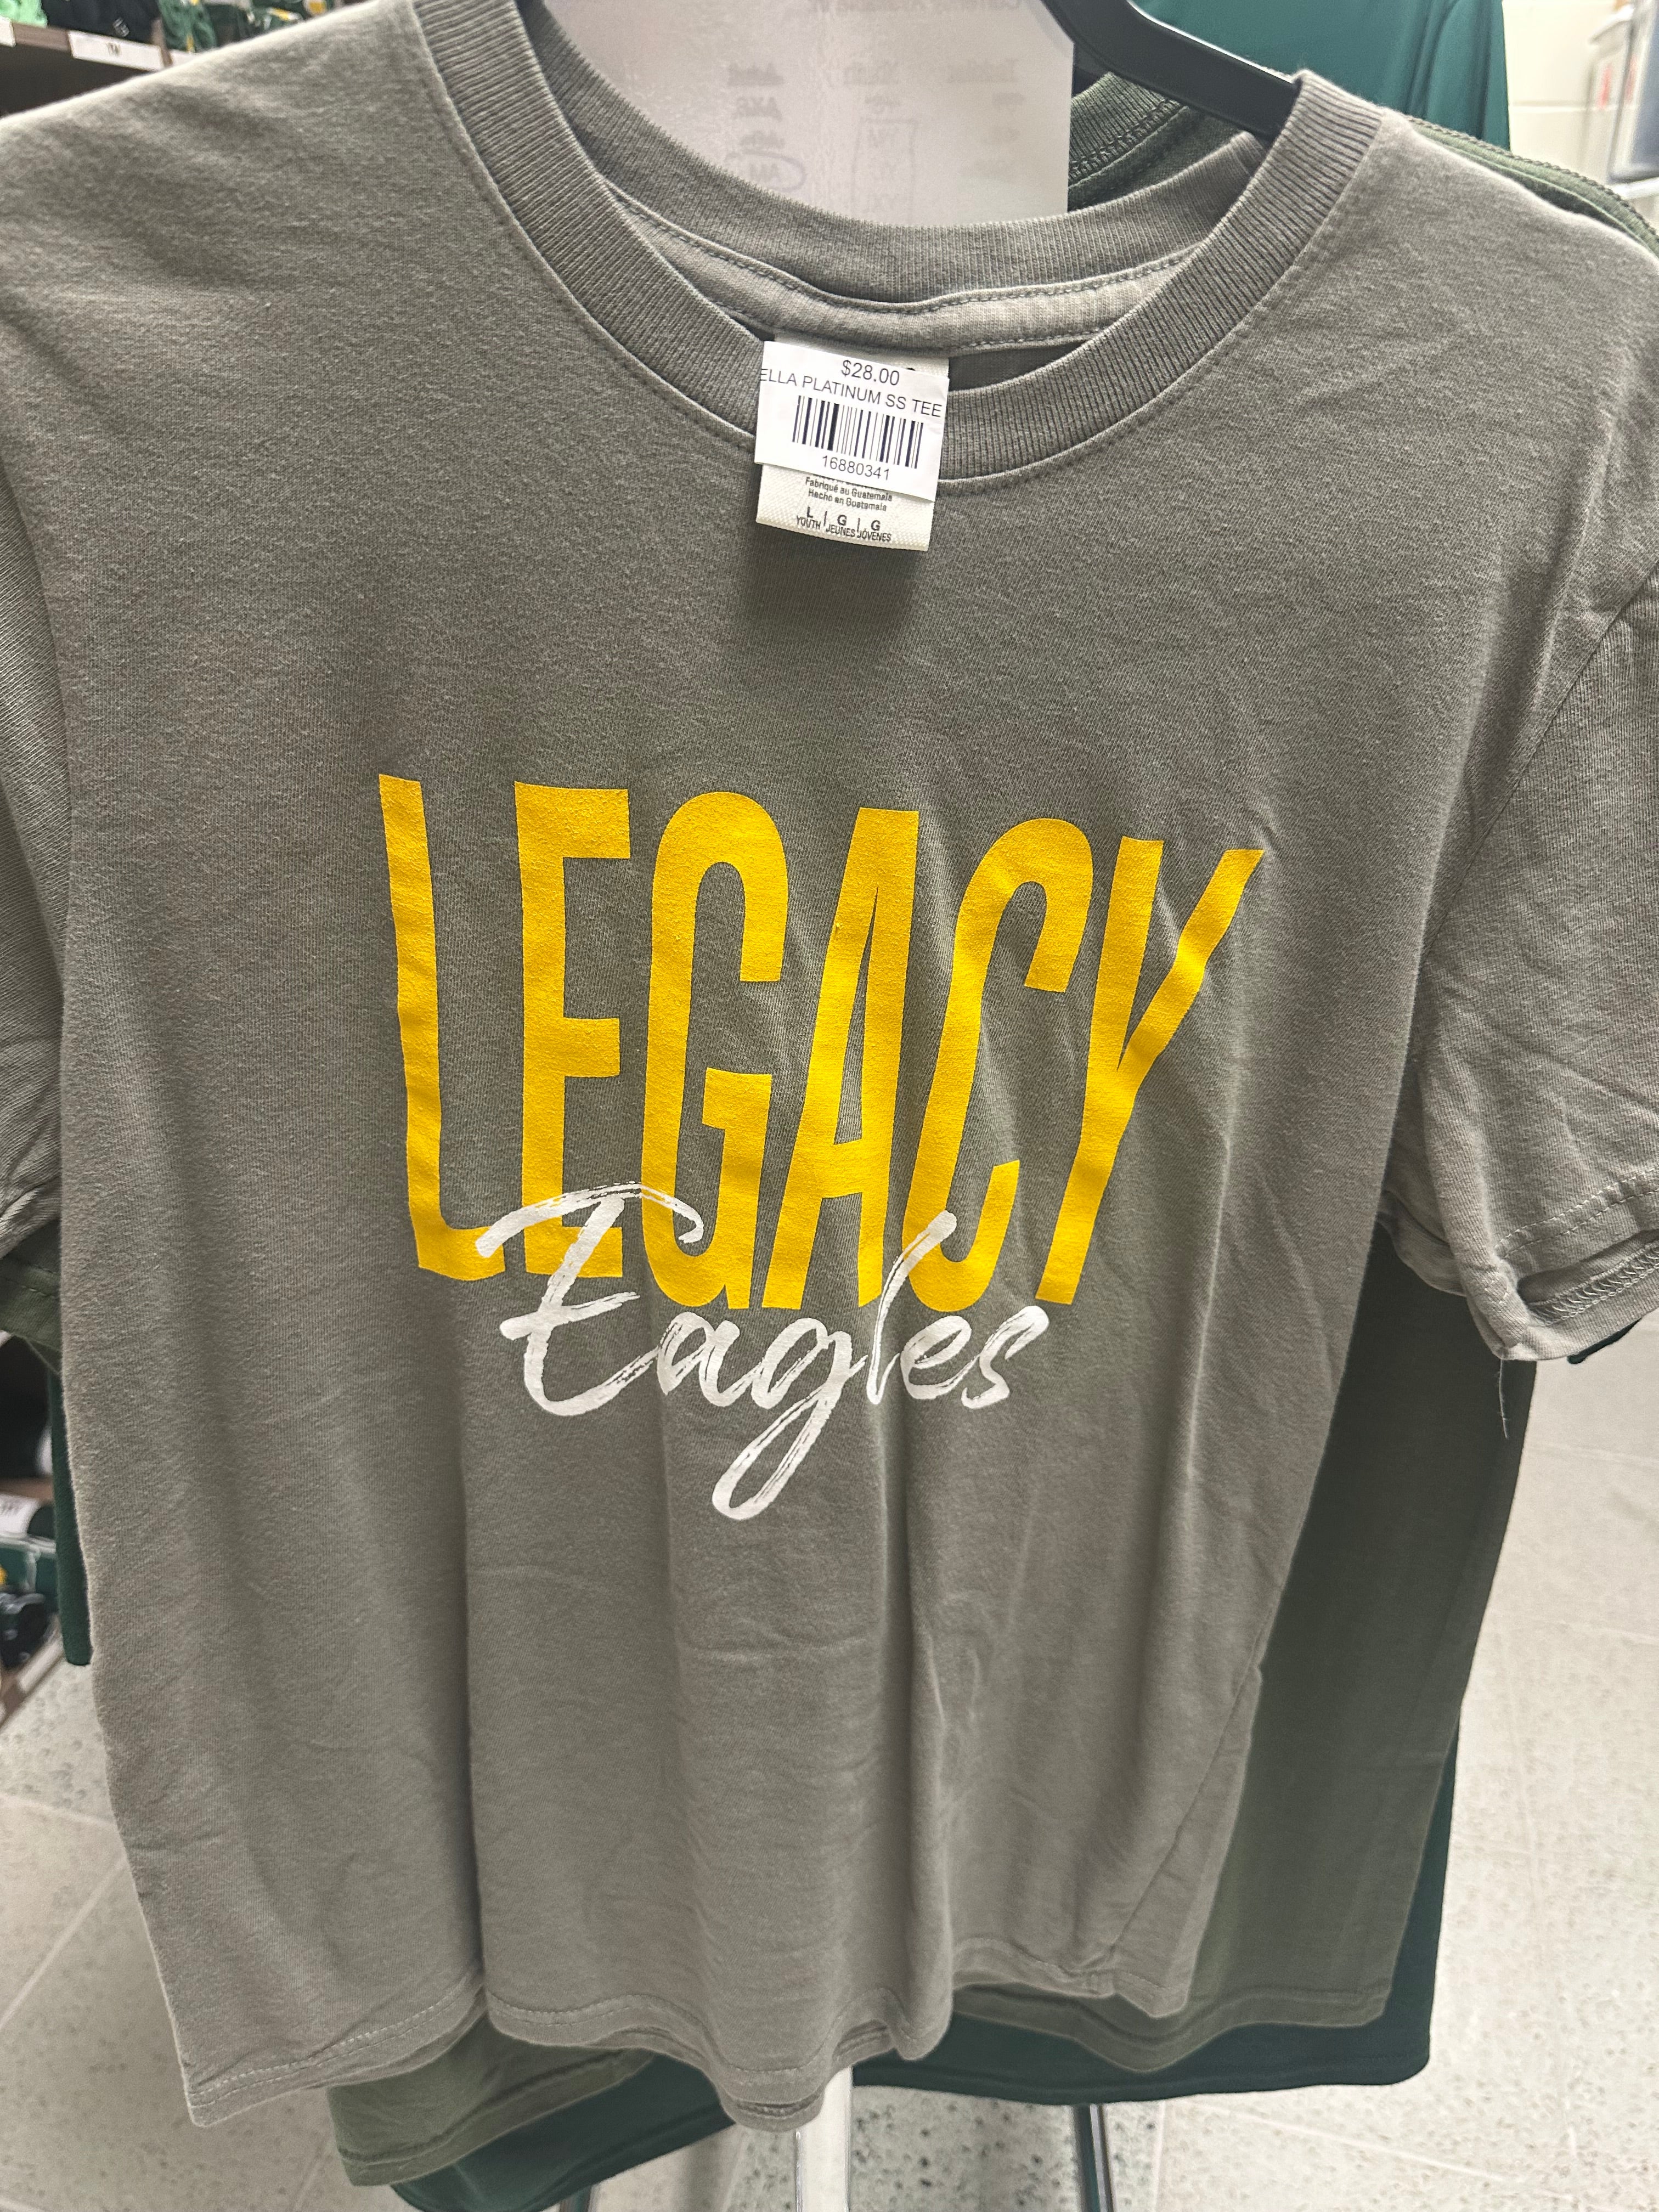 $28.00
ELLA PLATINUM SS TEE
16880341
Fabriqué au Guatemala
Hecho en Guatemala
L | G | G
YOUTH JEUNES JÓVENES
LEGACY
Eagles